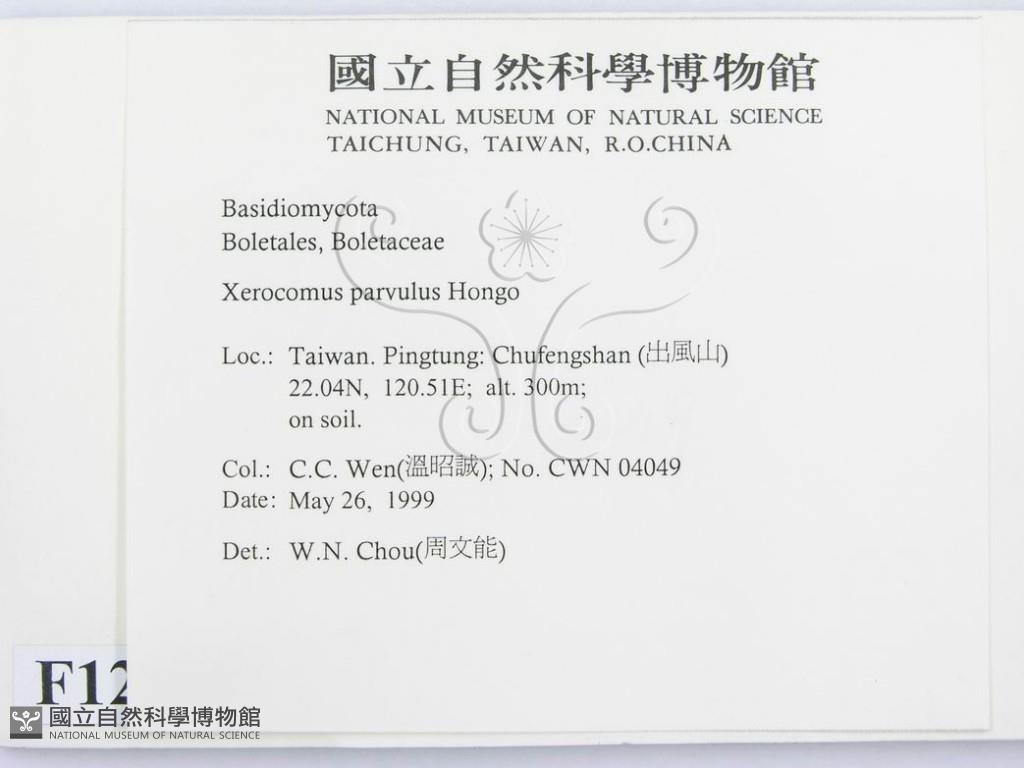 國立自然科學博物館
NATIONAL MUSEUM OF NATURAL SCIENCE
TAICHUNG, TAIWAN, R.O.CHINA
Basidiomycota
Boletales, Boletaceae
Xerocomus parvulus Hongo
Loc.: Taiwan. Pingtung: Chufengshan (出風山)
22.04N, 120.51E; alt. 300m;
on soil.
Col.: C.C. Wen(溫昭誠); No. CWN 04049
Date: May 26, 1999
Det.: W.N. Chou(周文能)
F12
國立自然科學博物館
NATIONAL MUSEUM OF NATURAL SCIENCE